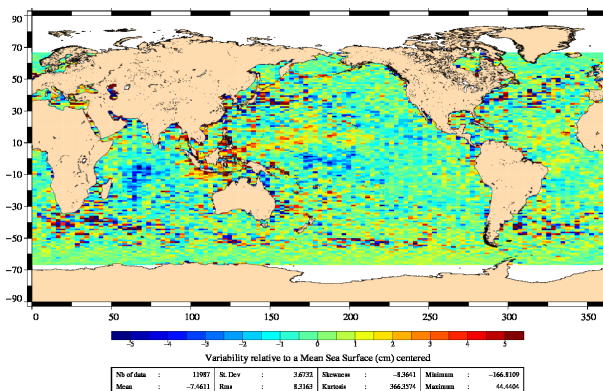 90
70
50
30
10
−10
−30
−50
−70
−90
0 50 100 150 200 250 300 350
−5 −4 −3 −2 −1 0 1 2 3 4 5
Variability relative to a Mean Sea Surface (cm) centered
Nb of data : 11987 St. Dev : 3.6732 Skewness : −8.3641 Minimum : −166.8109
Mean : −7.4611 Rms : 8.3163 Kurtosis : 366.3574 Maximum : 44.4404